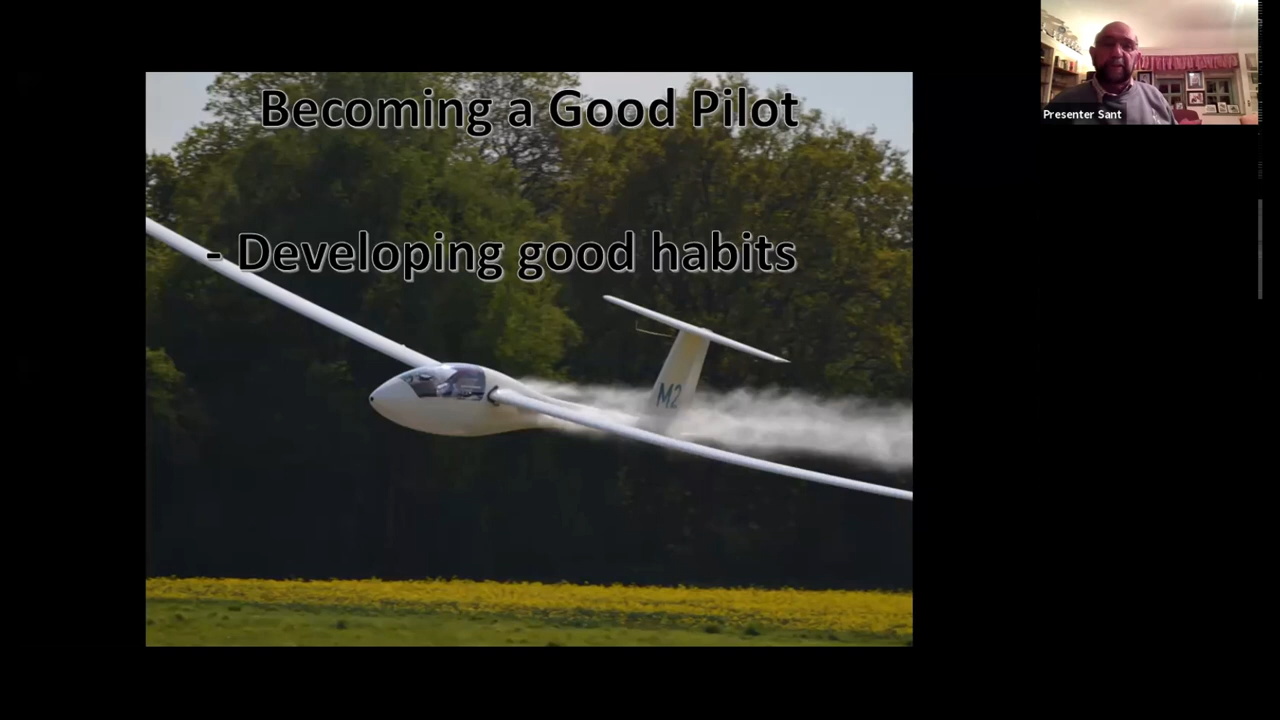 Becoming a Good Pilot
- Developing good habits
M2
Presenter Sant